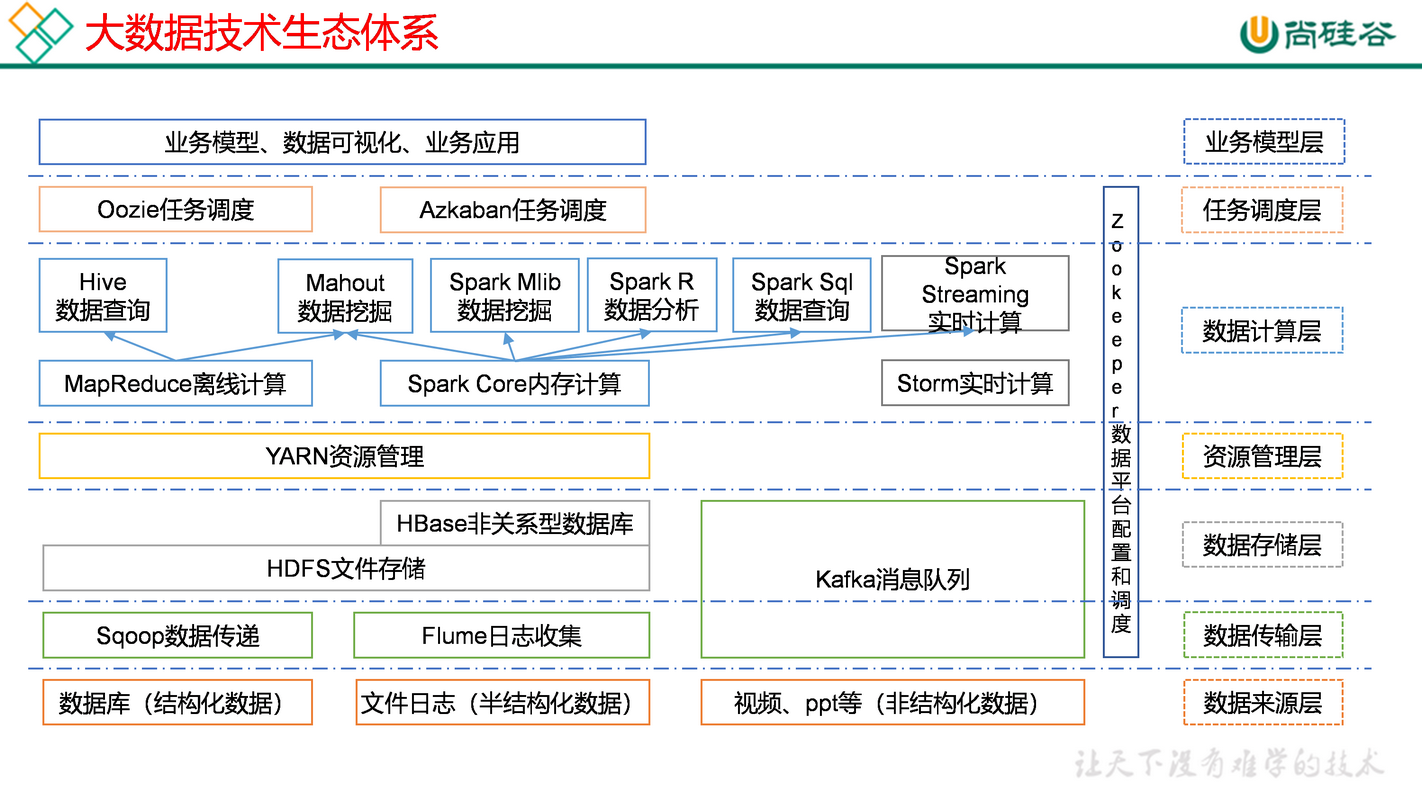 大数据技术生态体系
尚硅谷
业务模型、数据可视化、业务应用
业务模型层
Oozie任务调度
Azkaban任务调度
任务调度层
Hive
数据查询
Mahout
数据挖掘
Spark Mlib
数据挖掘
Spark R
数据分析
Spark Sql
数据查询
Spark
Streaming
实时计算
数据计算层
MapReduce离线计算
Spark Core内存计算
Storm实时计算
Zookeeper数据平台配置和调度
YARN资源管理
资源管理层
HBase非关系型数据库
HDFS文件存储
Kafka消息队列
数据存储层
Sqoop数据传递
Flume日志收集
数据传输层
数据库（结构化数据）
文件日志（半结构化数据）
视频、ppt等（非结构化数据）
数据来源层
让天下没有难学的技术